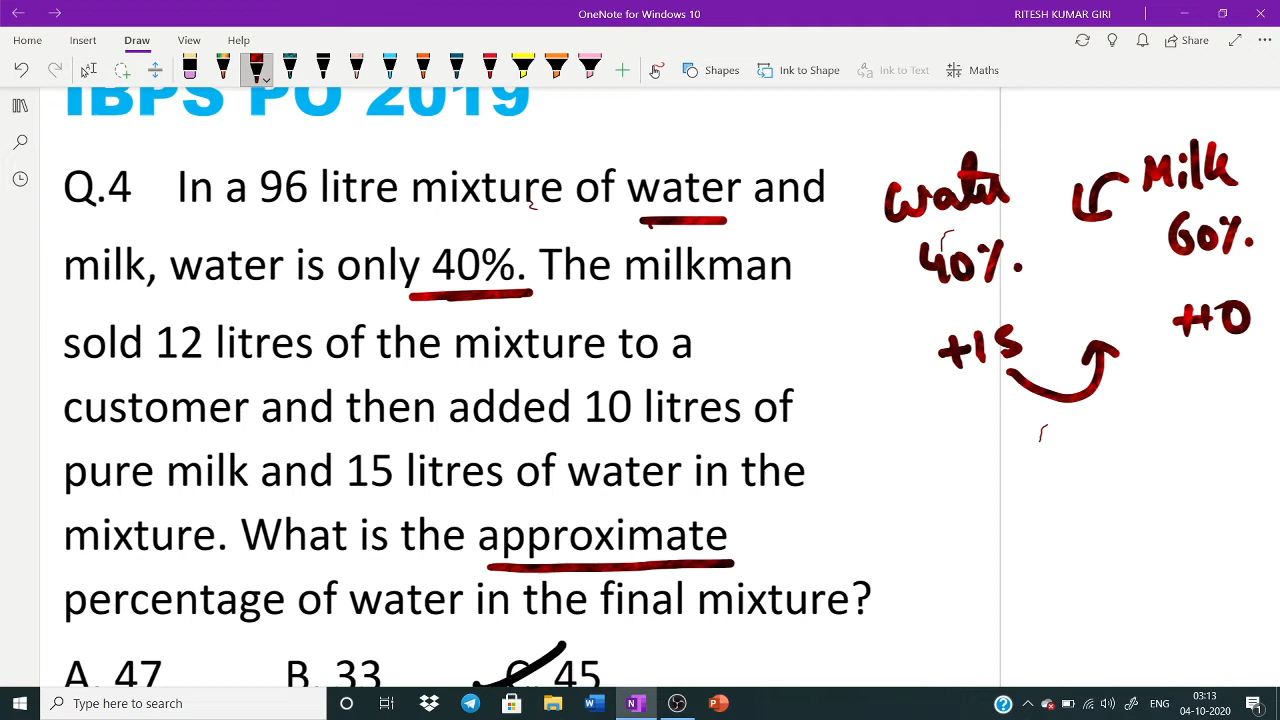 OneNote for Windows 10
RITESH KUMAR GIRI
Home Insert Draw View Help
Share
Shapes
Ink to Shape
Ink to Text
Maths
IBPS PO 2019
Q.4 In a 96 litre mixture of water and
milk, water is only 40%. The milkman
sold 12 litres of the mixture to a
customer and then added 10 litres of
pure milk and 15 litres of water in the
mixture. What is the approximate
percentage of water in the final mixture?
A. 47 B. 33 C. 45
Water Milk
40% 60%
+15 +10
Type here to search
ENG
03:13
04-10-2020
1